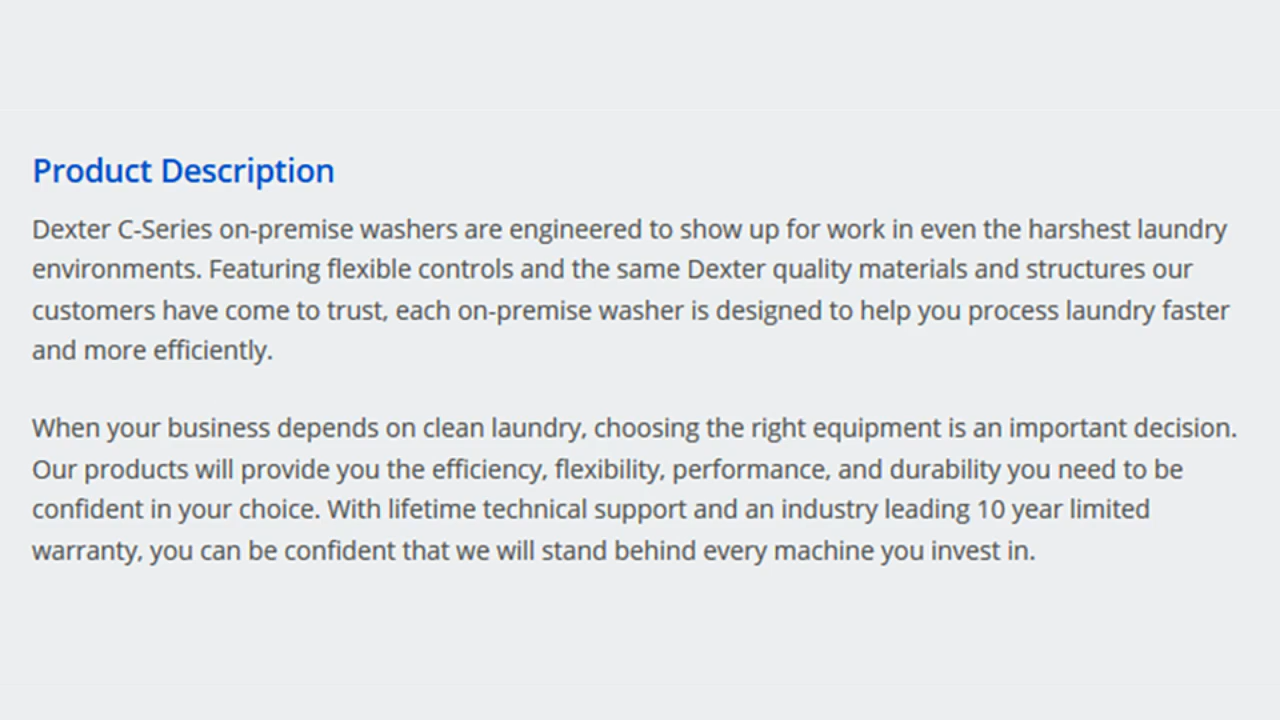 Product Description
Dexter C-Series on-premise washers are engineered to show up for work in even the harshest laundry
environments. Featuring flexible controls and the same Dexter quality materials and structures our
customers have come to trust, each on-premise washer is designed to help you process laundry faster
and more efficiently.
When your business depends on clean laundry, choosing the right equipment is an important decision.
Our products will provide you the efficiency, flexibility, performance, and durability you need to be
confident in your choice. With lifetime technical support and an industry leading 10 year limited
warranty, you can be confident that we will stand behind every machine you invest in.